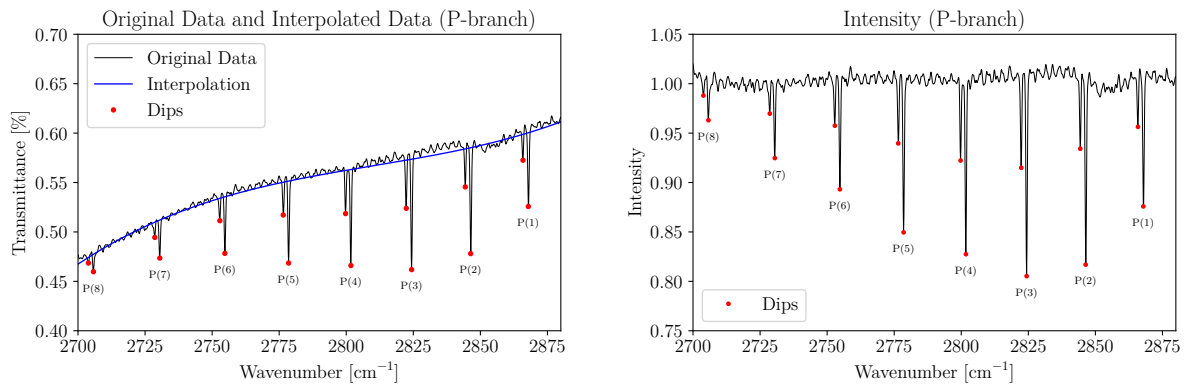 Original Data and Interpolated Data (P-branch)
0.70
0.65
0.60
0.55
0.50
0.45
0.40
Transmittance [%]
Original Data
Interpolation
Dips
P(8)
P(7)
P(6)
P(5)
P(4)
P(3)
P(2)
P(1)
2700
2725
2750
2775
2800
2825
2850
2875
Wavenumber [cm⁻¹]
Intensity (P-branch)
1.05
1.00
0.95
0.90
0.85
0.80
0.75
Intensity
P(8)
P(7)
P(6)
P(5)
P(4)
P(3)
P(2)
P(1)
Dips
2700
2725
2750
2775
2800
2825
2850
2875
Wavenumber [cm⁻¹]